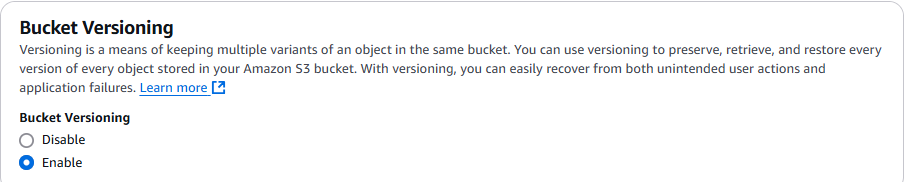 Bucket Versioning
Versioning is a means of keeping multiple variants of an object in the same bucket. You can use versioning to preserve, retrieve, and restore every
version of every object stored in your Amazon S3 bucket. With versioning, you can easily recover from both unintended user actions and
application failures. Learn more
Bucket Versioning
Disable
Enable